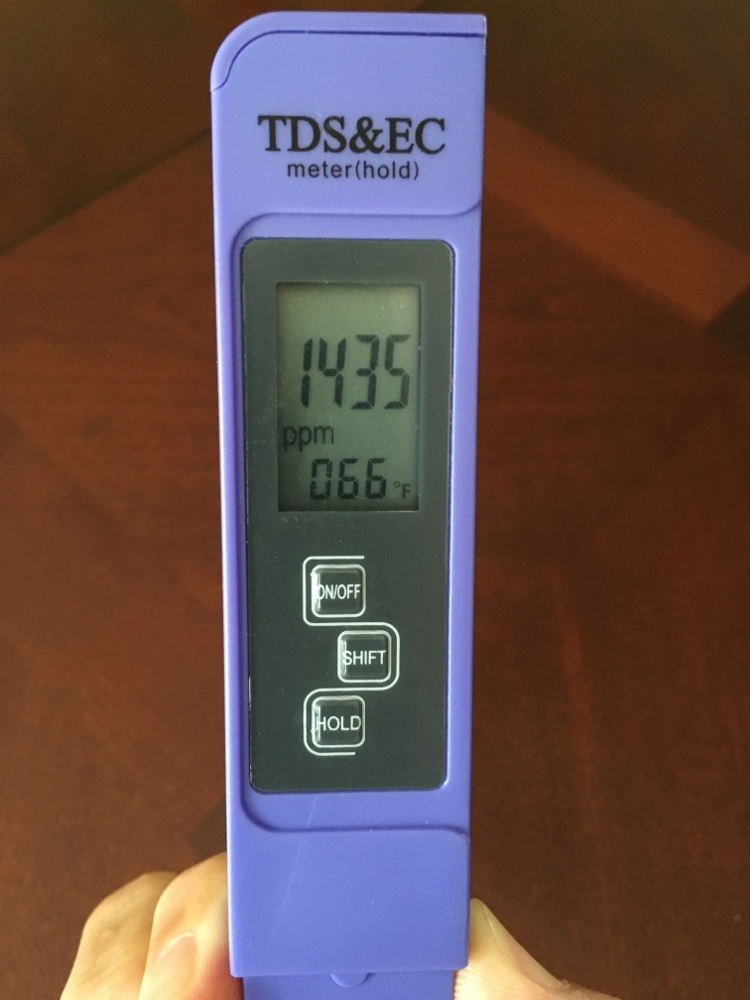 TDS&EC
meter(hold)
1435
ppm
066 °F
ON/OFF
SHIFT
HOLD